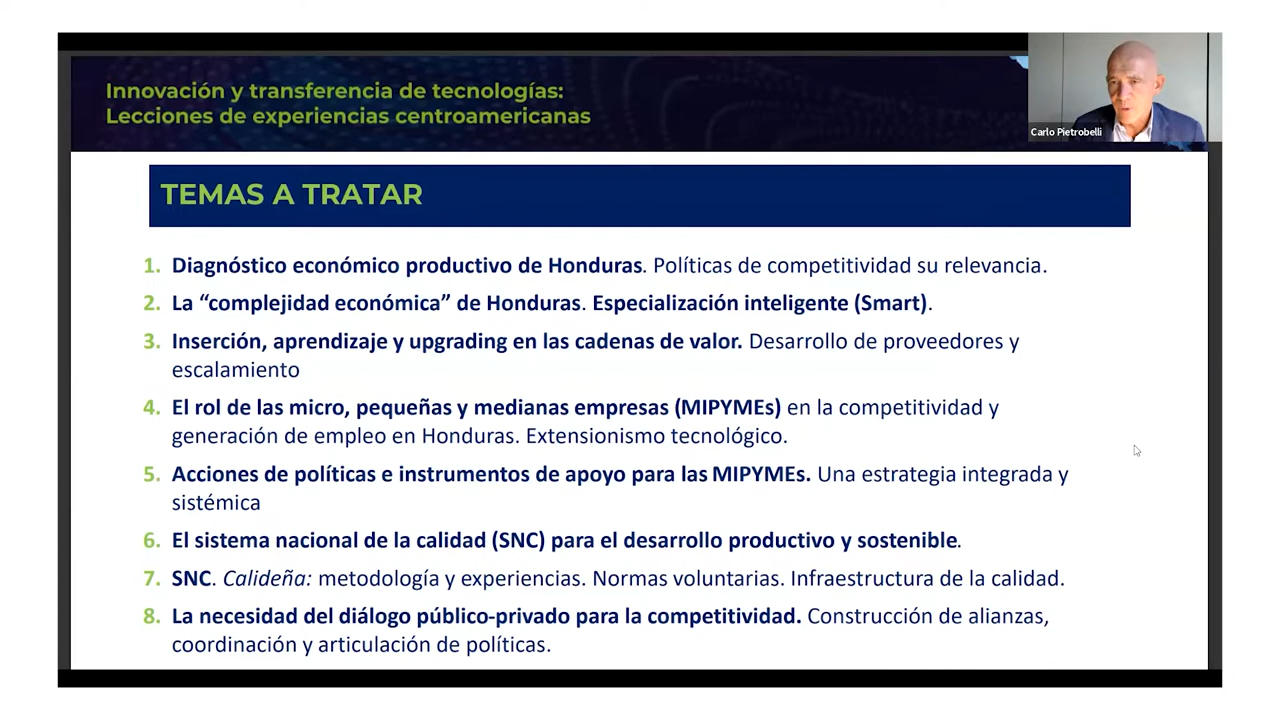 Innovación y transferencia de tecnologías:
Lecciones de experiencias centroamericanas
Carlo Pietrobelli
TEMAS A TRATAR
1. Diagnóstico económico productivo de Honduras. Políticas de competitividad su relevancia.
2. La “complejidad económica” de Honduras. Especialización inteligente (Smart).
3. Inserción, aprendizaje y upgrading en las cadenas de valor. Desarrollo de proveedores y
escalamiento
4. El rol de las micro, pequeñas y medianas empresas (MIPYMEs) en la competitividad y
generación de empleo en Honduras. Extensionismo tecnológico.
5. Acciones de políticas e instrumentos de apoyo para las MIPYMEs. Una estrategia integrada y
sistémica
6. El sistema nacional de la calidad (SNC) para el desarrollo productivo y sostenible.
7. SNC. Calideña: metodología y experiencias. Normas voluntarias. Infraestructura de la calidad.
8. La necesidad del diálogo público-privado para la competitividad. Construcción de alianzas,
coordinación y articulación de políticas.